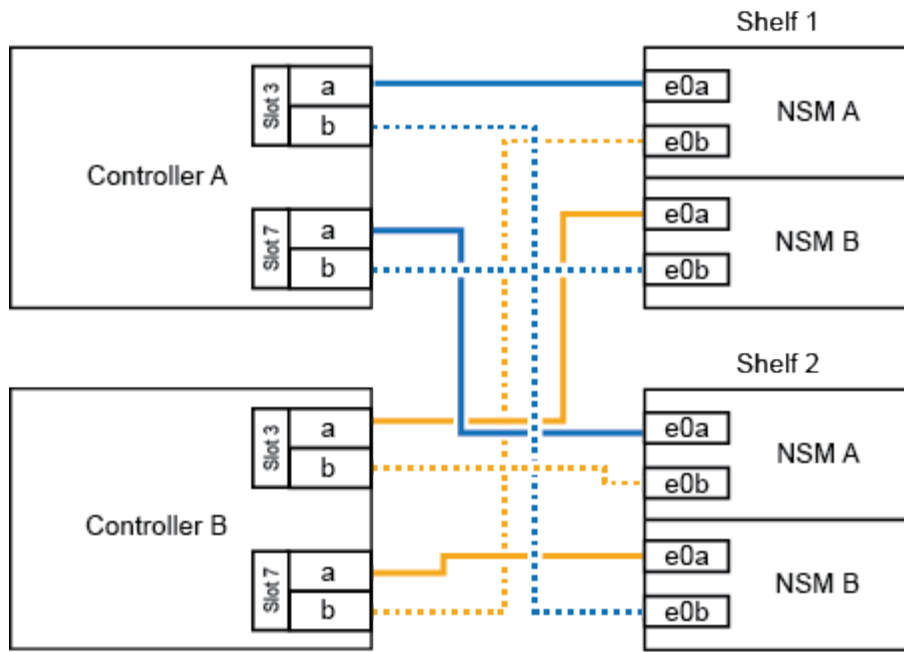 Shelf 1
Slot 3
a
b
Controller A
Slot 7
a
b
e0a
e0b
NSM A
e0a
e0b
NSM B
Shelf 2
Slot 3
a
b
Controller B
Slot 7
a
b
e0a
e0b
NSM A
e0a
e0b
NSM B